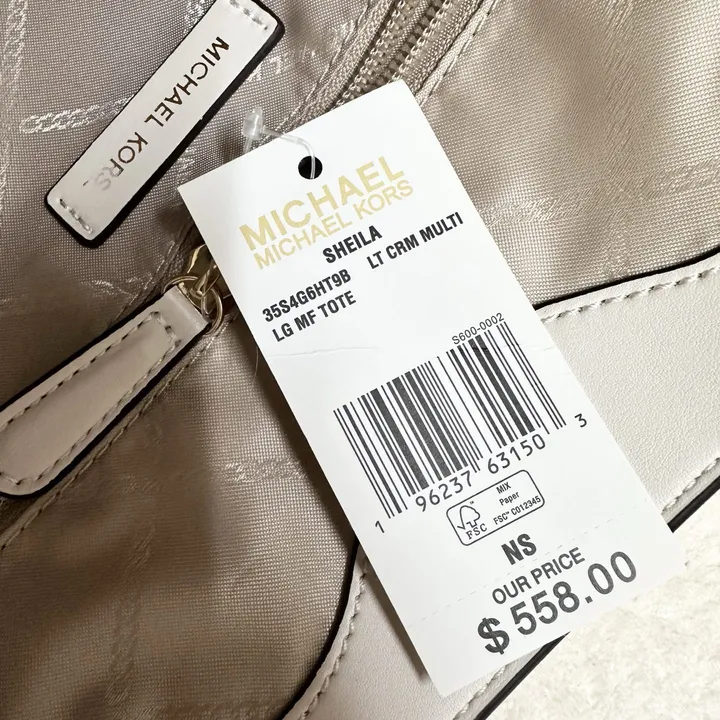 MICHAEL KORS
MICHAEL
MICHAEL KORS
SHEILA
35S4G6HT9B LT CRM MULTI
LG MF TOTE
S600-0002
1 96237 63150 3
FSC
MIX
Paper
FSC™ C012345
NS
OUR PRICE
$558.00